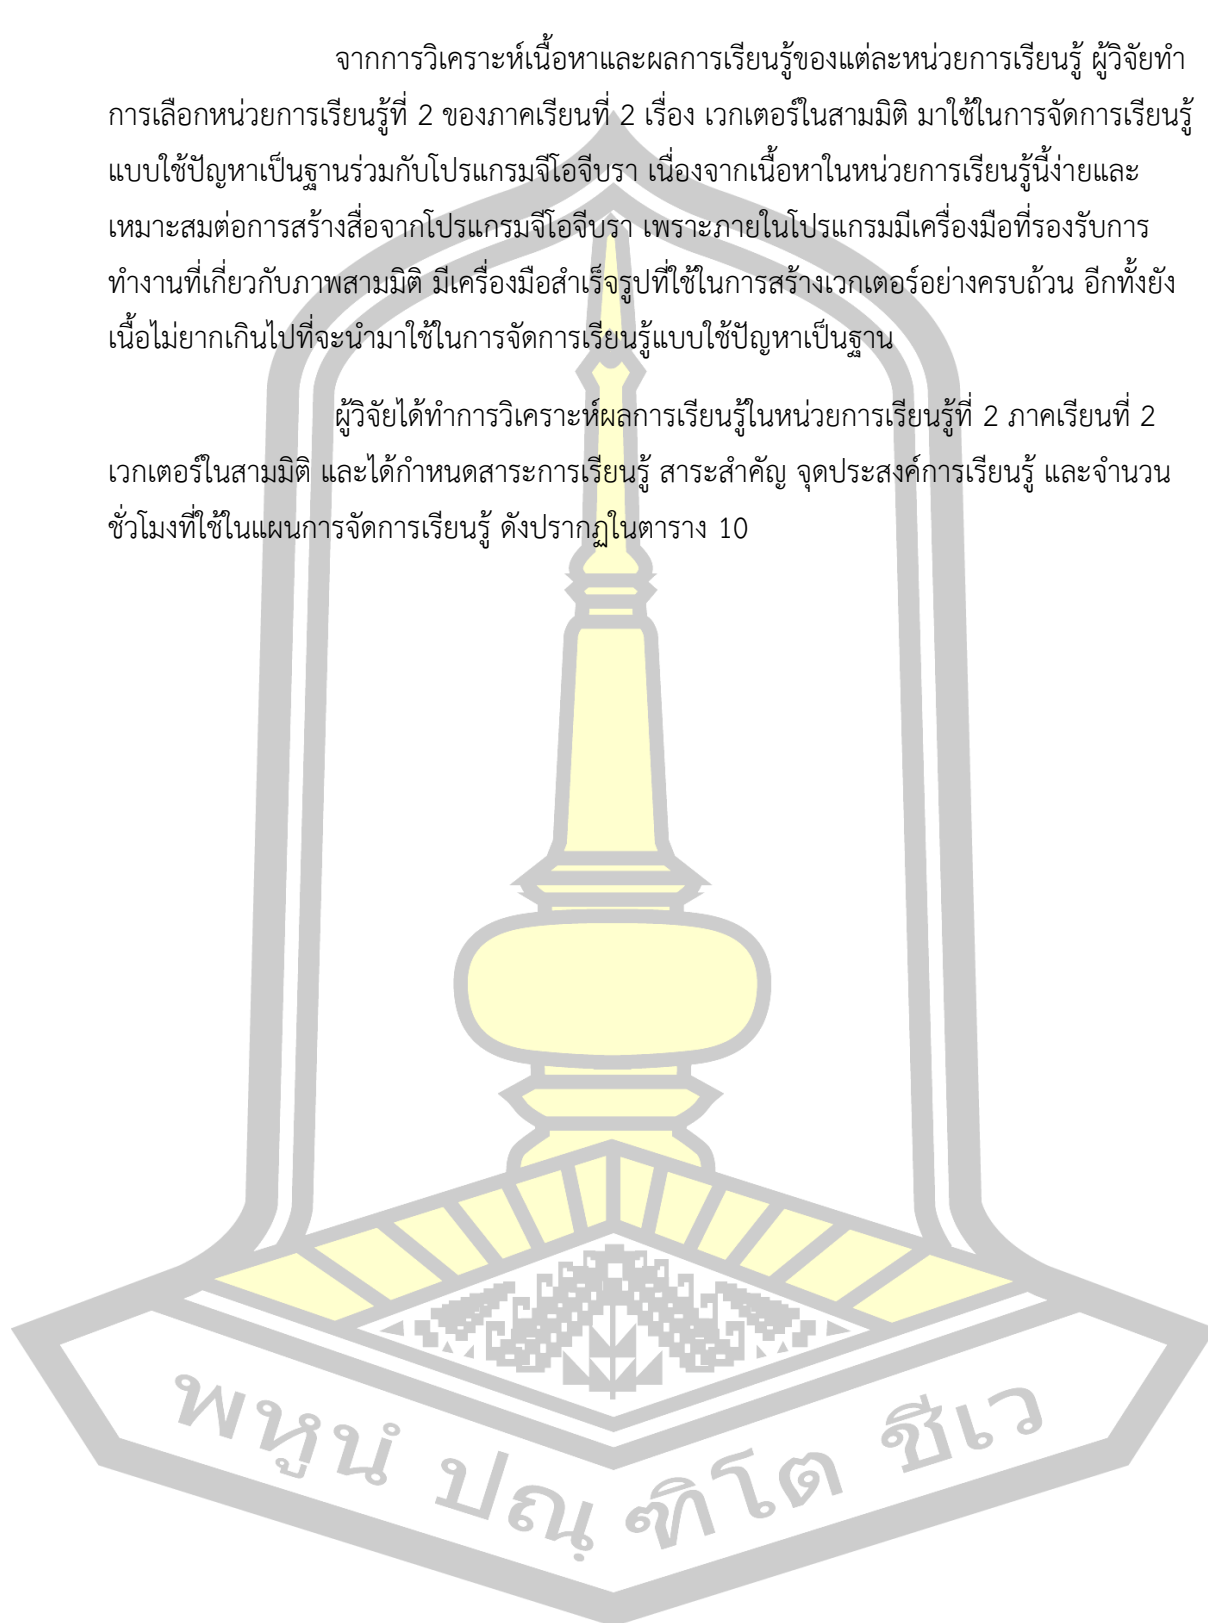 จากการวิเคราะห์เนื้อหาและผลการเรียนรู้ของแต่ละหน่วยการเรียนรู้ ผู้วิจัยทำ
การเลือกหน่วยการเรียนรู้ที่ 2 ของภาคเรียนที่ 2 เรื่อง เวกเตอร์ในสามมิติ มาใช้ในการจัดการเรียนรู้
แบบใช้ปัญหาเป็นฐานร่วมกับโปรแกรมจีโอจีบรา เนื่องจากเนื้อหาในหน่วยการเรียนรู้นี้ง่ายและ
เหมาะสมต่อการสร้างสื่อจากโปรแกรมจีโอจีบรา เพราะภายในโปรแกรมมีเครื่องมือที่รองรับการ
ทำงานที่เกี่ยวกับภาพสามมิติ มีเครื่องมือสำเร็จรูปที่ใช้ในการสร้างเวกเตอร์อย่างครบถ้วน อีกทั้งยัง
เนื้อไม่ยากเกินไปที่จะนำมาใช้ในการจัดการเรียนรู้แบบใช้ปัญหาเป็นฐาน
ผู้วิจัยได้ทำการวิเคราะห์ผลการเรียนรู้ในหน่วยการเรียนรู้ที่ 2 ภาคเรียนที่ 2
เวกเตอร์ในสามมิติ และได้กำหนดสาระการเรียนรู้ สาระสำคัญ จุดประสงค์การเรียนรู้ และจำนวน
ชั่วโมงที่ใช้ในแผนการจัดการเรียนรู้ ดังปรากฏในตาราง 10
พหูนํ ปณฺฑิโต ชีเว